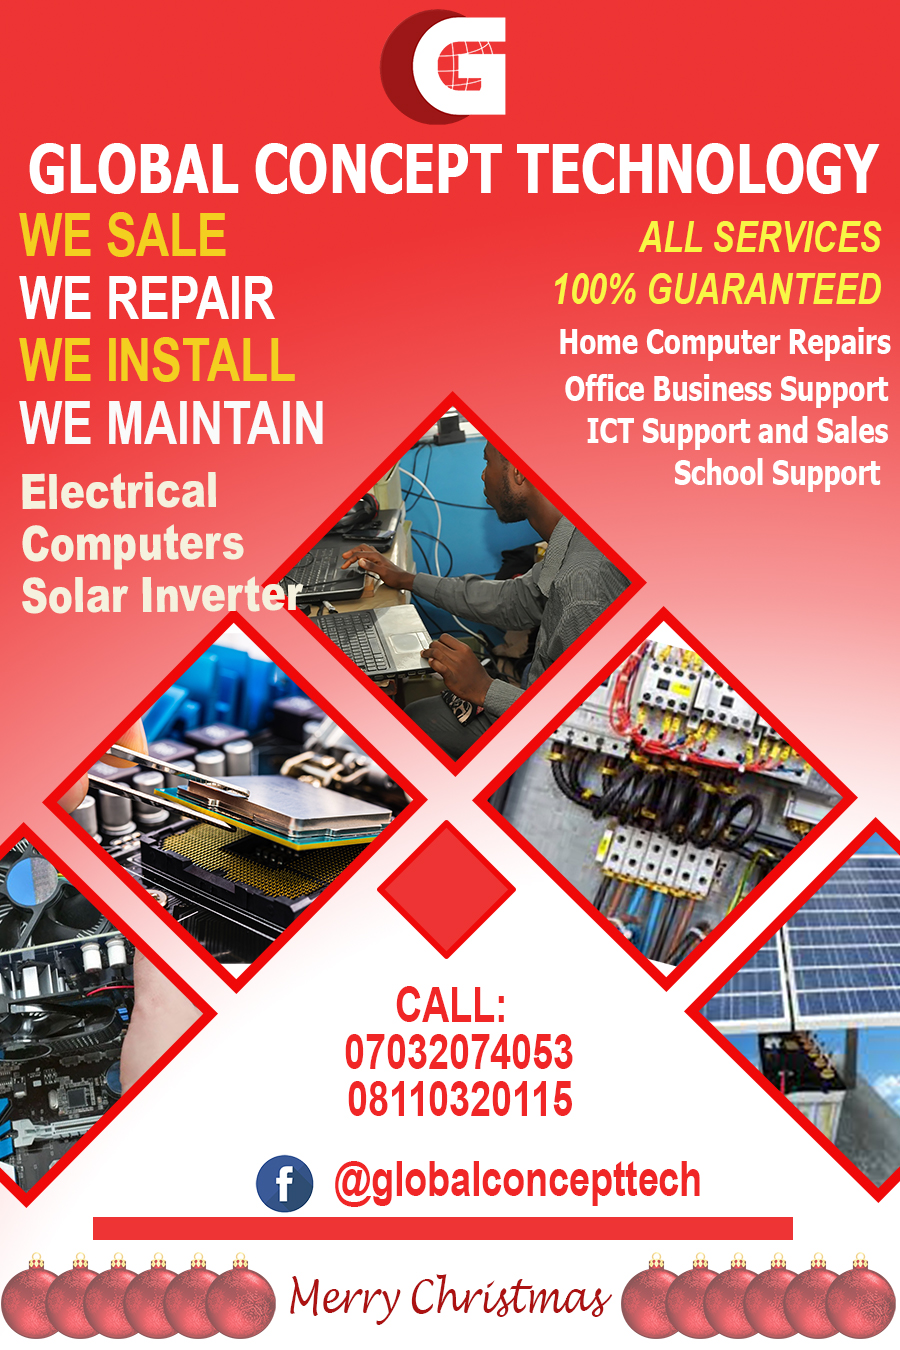 G
GLOBAL CONCEPT TECHNOLOGY
WE SALE
WE REPAIR
WE INSTALL
WE MAINTAIN
Electrical
Computers
Solar Inverter
ALL SERVICES
100% GUARANTEED
Home Computer Repairs
Office Business Support
ICT Support and Sales
School Support
CALL:
07032074053
08110320115
f @globalconcepttech
Merry Christmas